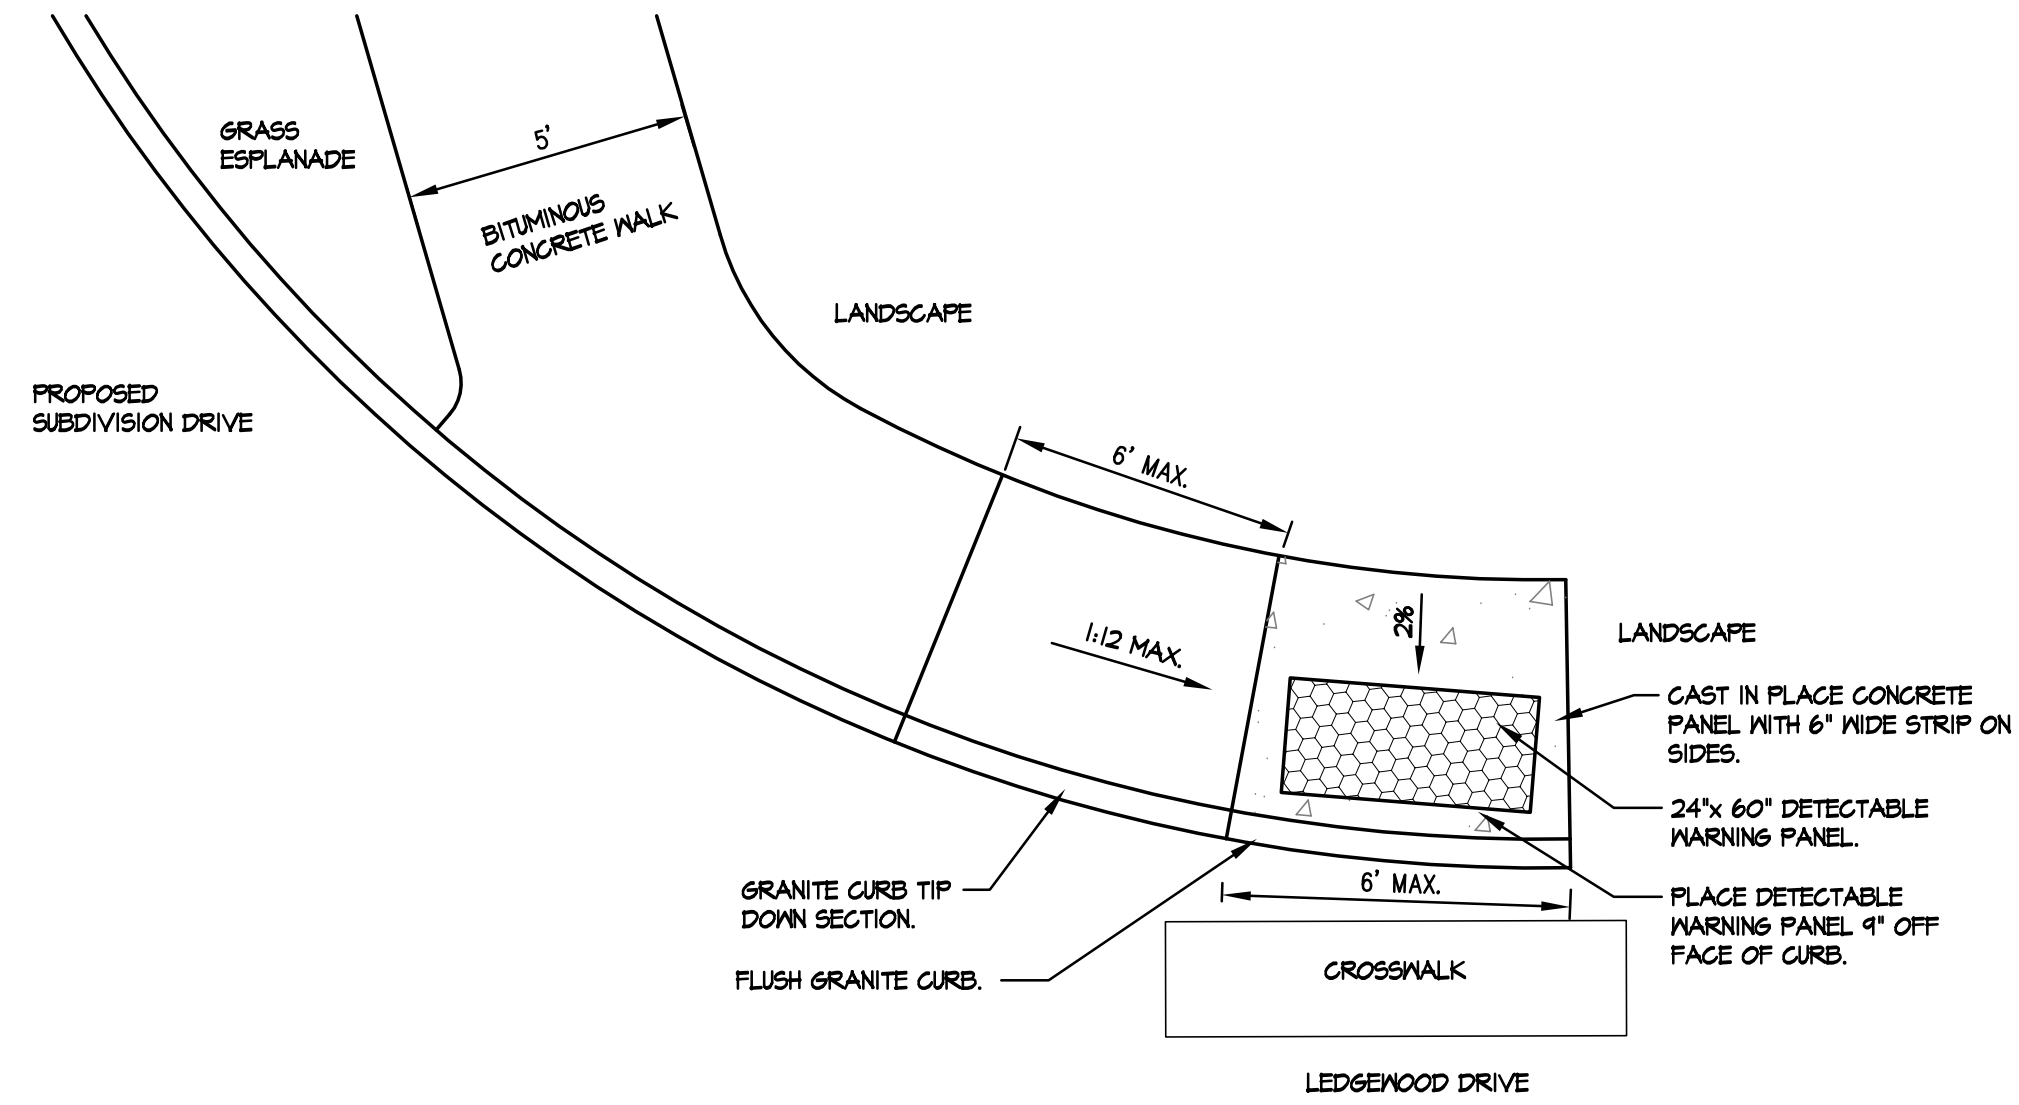 GRASS
ESPLANADE
5'
BITUMINOUS
CONCRETE WALK
LANDSCAPE
PROPOSED
SUBDIVISION DRIVE
6' MAX.
1:12 MAX.
2%
LANDSCAPE
CAST IN PLACE CONCRETE
PANEL WITH 6" WIDE STRIP ON
SIDES.
24"x 60" DETECTABLE
WARNING PANEL.
PLACE DETECTABLE
WARNING PANEL 9" OFF
FACE OF CURB.
GRANITE CURB TIP
DOWN SECTION.
FLUSH GRANITE CURB.
6' MAX.
CROSSWALK
LEDGEWOOD DRIVE